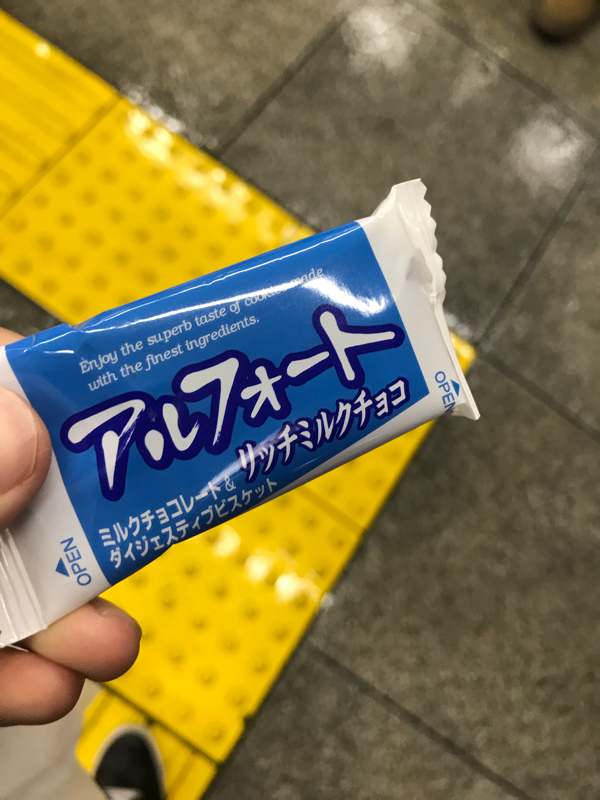 Enjoy the superb taste of cookies made
with the finest ingredients.
アルフォート
リッチミルクチョコ
ミルクチョコレート&
ダイジェスティブビスケット
OPEN
OPEN